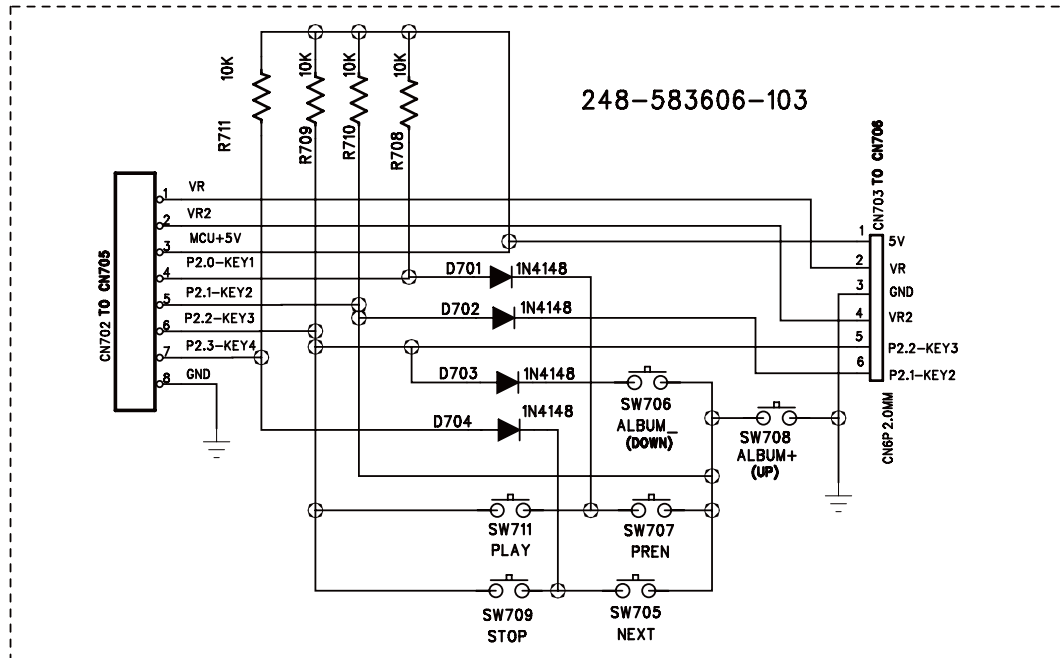 10K
R711
10K
R709
10K
R710
10K
R708
248-583606-103
CN702 TO CN705
1 VR
2 VR2
3 MCU+5V
4 P2.0-KEY1
5 P2.1-KEY2
6 P2.2-KEY3
7 P2.3-KEY4
8 GND
CN703 TO CN706
1 5V
2 VR
3 GND
4 VR2
5 P2.2-KEY3
6 P2.1-KEY2
CN6P 2.0MM
D701 1N4148
D702 1N4148
D703 1N4148
D704 1N4148
SW706
ALBUM_
(DOWN)
SW708
ALBUM+
(UP)
SW711
PLAY
SW707
PREN
SW709
STOP
SW705
NEXT